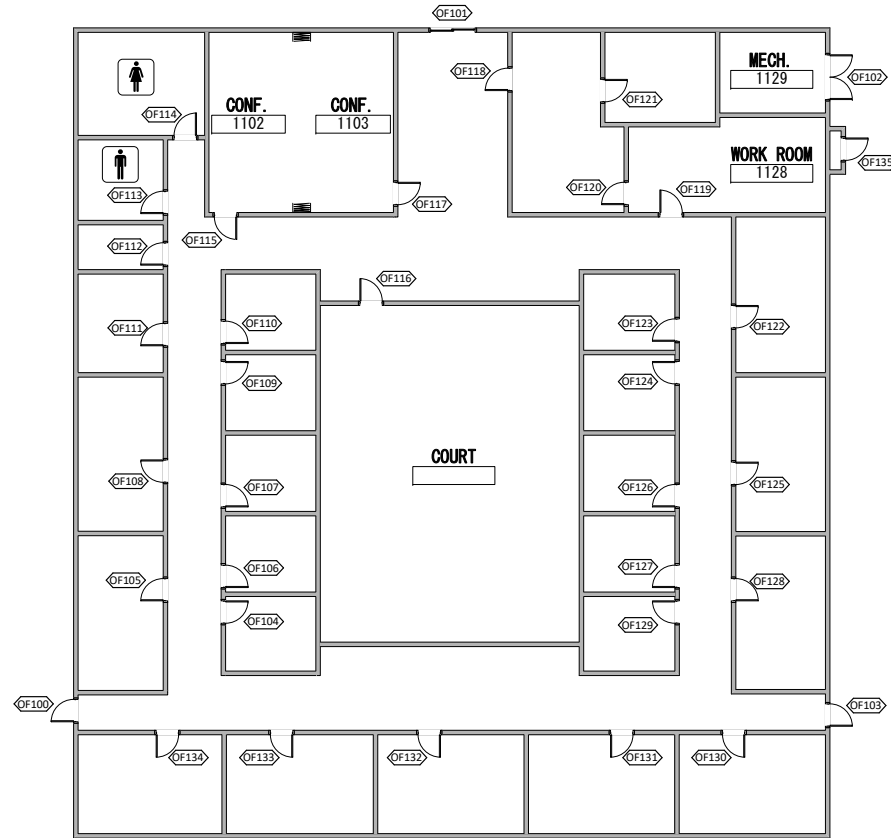 OF101
OF118
MECH.
1129
OF102
OF121
OF114
CONF.
1102
CONF.
1103
OF135
WORK ROOM
1128
OF113
OF117
OF120
OF119
OF115
OF112
OF116
OF111
OF110
OF123
OF122
OF109
OF124
COURT
OF108
OF107
OF126
OF125
OF105
OF106
OF127
OF128
OF104
OF129
OF100
OF103
OF134
OF133
OF132
OF131
OF130